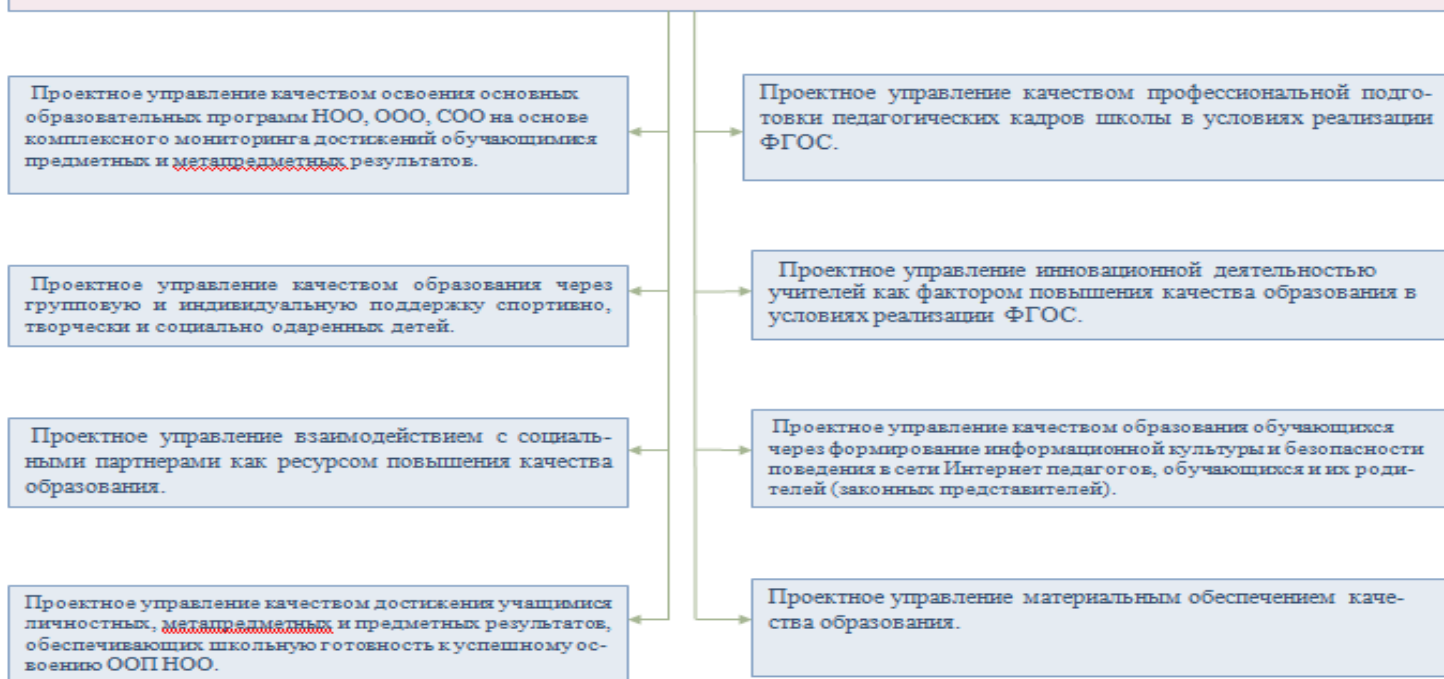 Проектное управление качеством освоения основных
образовательных программ НОО, ООО, СОО на основе
комплексного мониторинга достижений обучающимися
предметных и метапредметных результатов.
Проектное управление качеством образования через
групповую и индивидуальную поддержку спортивно,
творчески и социально одаренных детей.
Проектное управление взаимодействием с социаль-
ными партнерами как ресурсом повышения качества
образования.
Проектное управление качеством достижения учащимися
личностных, метапредметных и предметных результатов,
обеспечивающих школьную готовность к успешному ос-
воению ООП НОО.
Проектное управление качеством профессиональной подго-
товки педагогических кадров школы в условиях реализации
ФГОС.
Проектное управление инновационной деятельностью
учителей как фактором повышения качества образования в
условиях реализации ФГОС.
Проектное управление качеством образования обучающихся
через формирование информационной культуры и безопасности
поведения в сети Интернет педагогов, обучающихся и их роди-
телей (законных представителей).
Проектное управление материальным обеспечением каче-
ства образования.